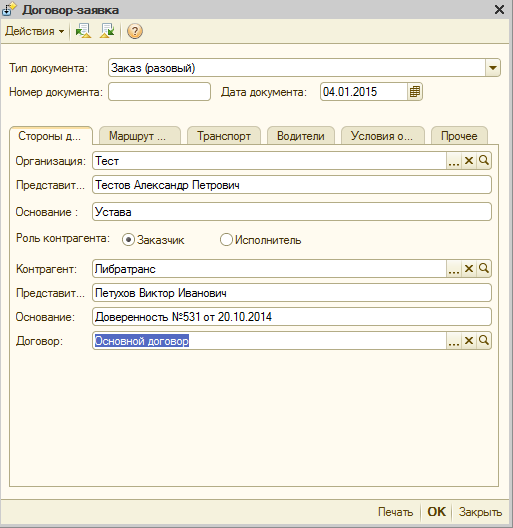 Договор-заявка
Действия
Тип документа: Заказ (разовый)
Номер документа: Дата документа: 04.01.2015
Стороны д... Маршрут ... Транспорт Водители Условия о... Прочее
Организация: Тест
Представит... Тестов Александр Петрович
Основание : Устава
Роль контрагента: Заказчик Исполнитель
Контрагент: Либратранс
Представит... Петухов Виктор Иванович
Основание: Доверенность №531 от 20.10.2014
Договор: Основной договор
Печать OK Закрыть